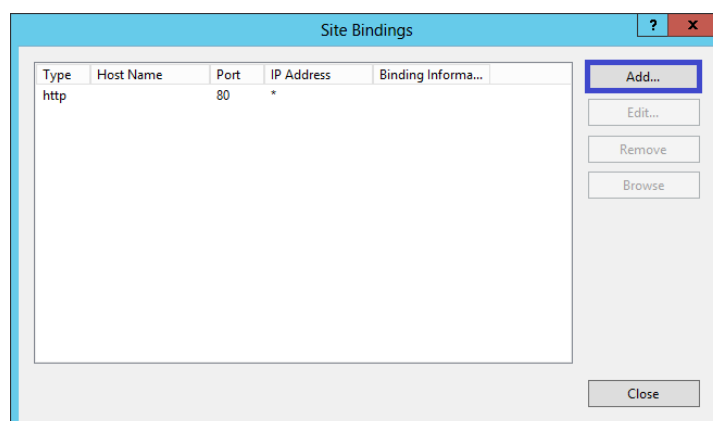 Site Bindings
? x
Type Host Name Port IP Address Binding Informa...
http 80 *
Add...
Edit...
Remove
Browse
Close